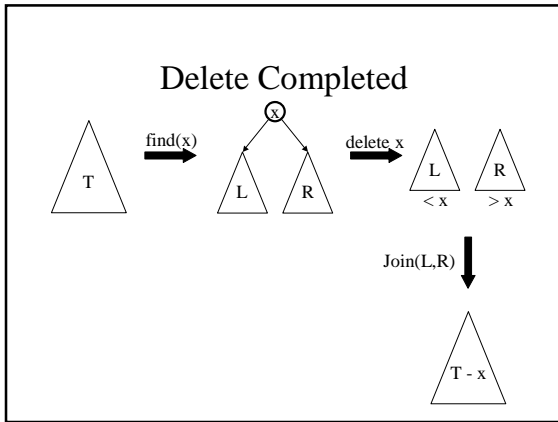 Delete Completed
x
find(x)
delete x
T
L
R
L
R
< x
> x
Join(L,R)
T - x